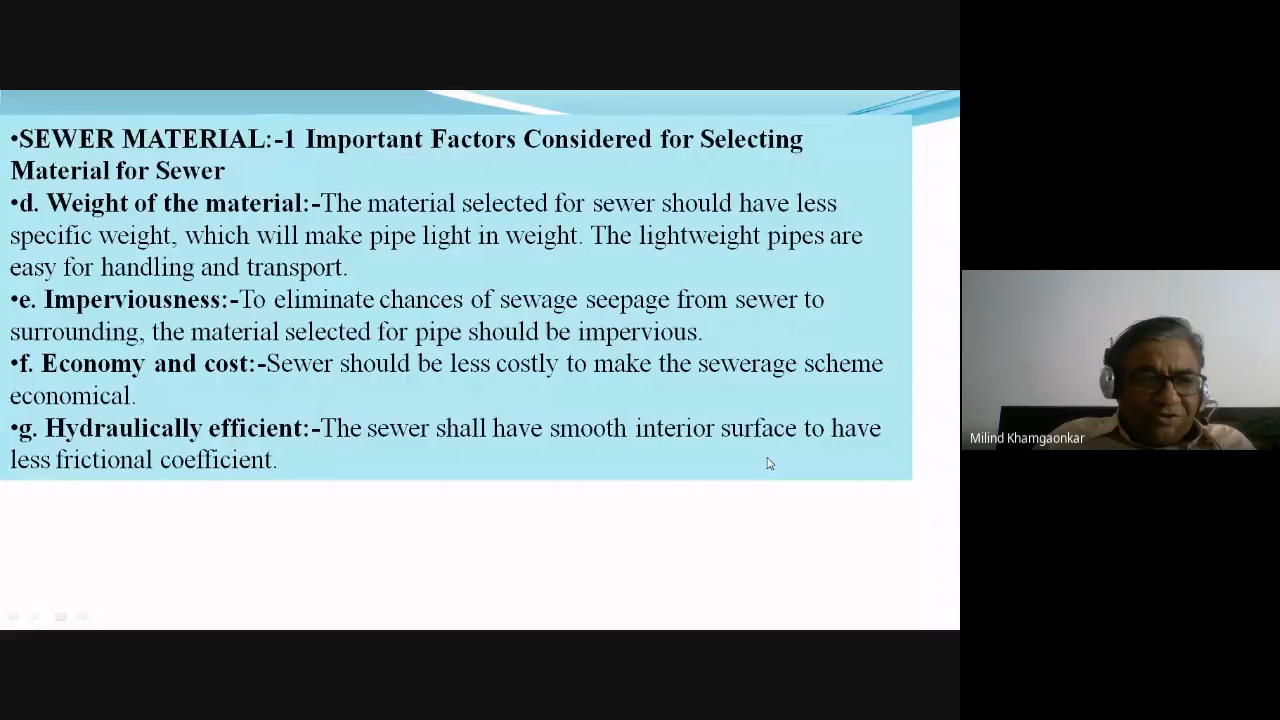 •SEWER MATERIAL:-1 Important Factors Considered for Selecting
Material for Sewer
•d. Weight of the material:-The material selected for sewer should have less
specific weight, which will make pipe light in weight. The lightweight pipes are
easy for handling and transport.
•e. Imperviousness:-To eliminate chances of sewage seepage from sewer to
surrounding, the material selected for pipe should be impervious.
•f. Economy and cost:-Sewer should be less costly to make the sewerage scheme
economical.
•g. Hydraulically efficient:-The sewer shall have smooth interior surface to have
less frictional coefficient.
Milind Khamgaonkar